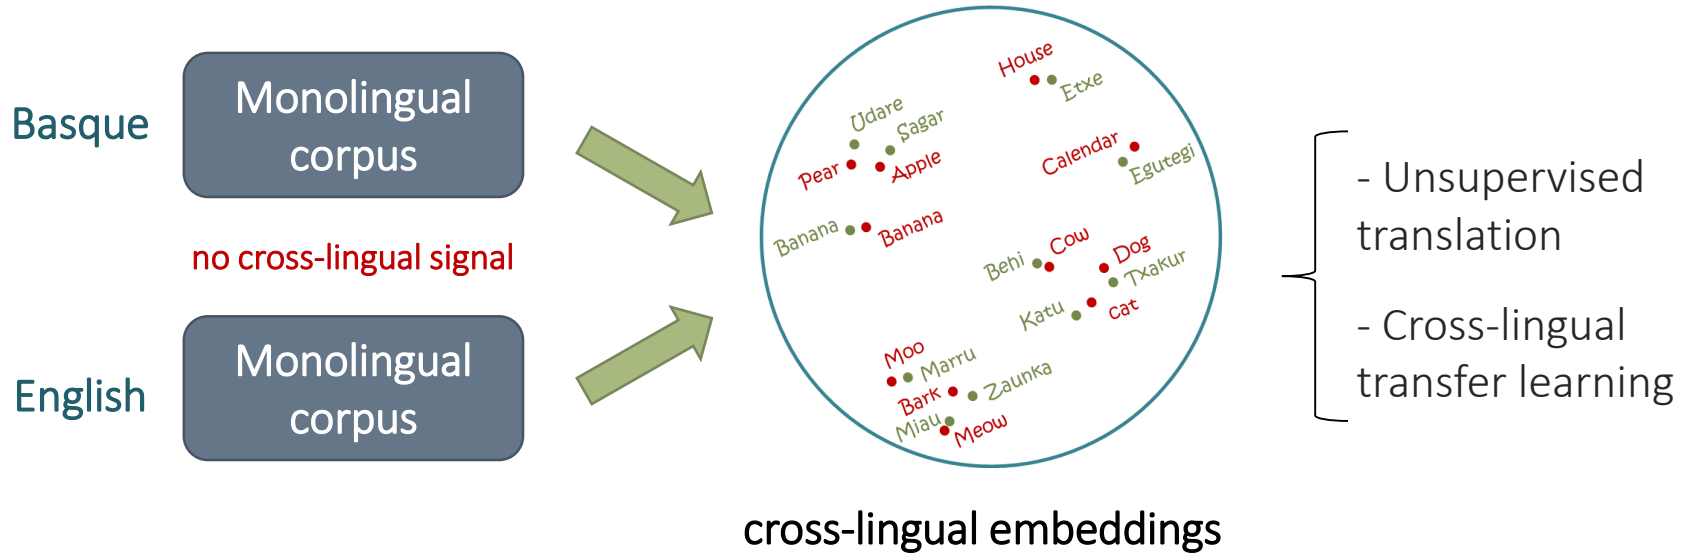 Basque
Monolingual
corpus
no cross-lingual signal
English
Monolingual
corpus
House
Etxe
Udare
Sagar
Pear
Apple
Calendar
Egutegi
Banana
Banana
Behi
Cow
Dog
Txakur
Katu
cat
Moo
Marru
Bark
Zaunka
Miau
Meow
cross-lingual embeddings
- Unsupervised
translation
- Cross-lingual
transfer learning